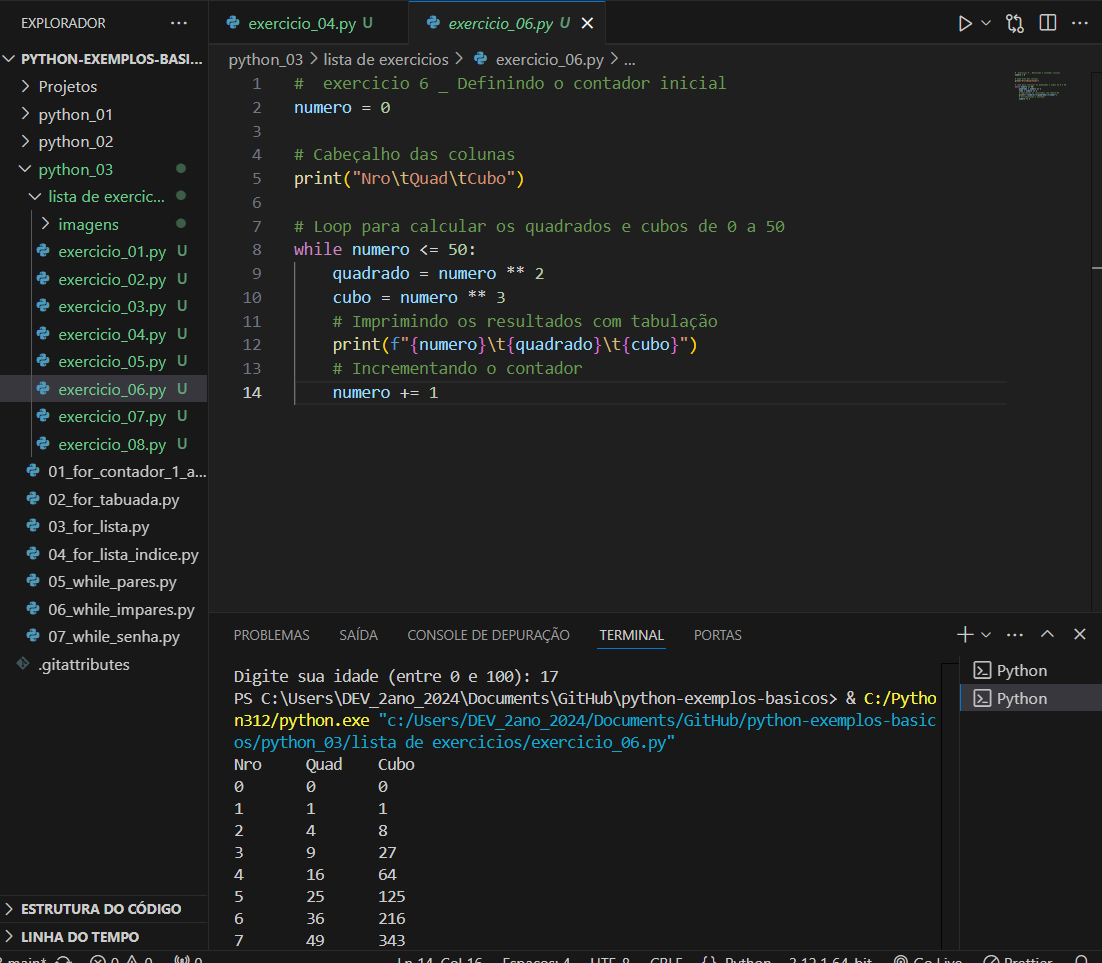 EXPLORADOR ...
PYTHON-EXEMPLOS-BASI...
Projetos
python_01
python_02
python_03
lista de exercic...
imagens
exercicio_01.py U
exercicio_02.py U
exercicio_03.py U
exercicio_04.py U
exercicio_05.py U
exercicio_06.py U
exercicio_07.py U
exercicio_08.py U
01_for_contador_1_a...
02_for_tabuada.py
03_for_lista.py
04_for_lista_indice.py
05_while_pares.py
06_while_impares.py
07_while_senha.py
.gitattributes
ESTRUTURA DO CÓDIGO
LINHA DO TEMPO
exercicio_04.py U
exercicio_06.py U
python_03 > lista de exercicios > exercicio_06.py > ...
1 #  exercicio 6 _ Definindo o contador inicial
2 numero = 0
3
4 # Cabeçalho das colunas
5 print("Nro\tQuad\tCubo")
6
7 # Loop para calcular os quadrados e cubos de 0 a 50
8 while numero <= 50:
9     quadrado = numero ** 2
10     cubo = numero ** 3
11     # Imprimindo os resultados com tabulação
12     print(f"{numero}\t{quadrado}\t{cubo}")
13     # Incrementando o contador
14     numero += 1
PROBLEMAS SAÍDA CONSOLE DE DEPURAÇÃO TERMINAL PORTAS
Digite sua idade (entre 0 e 100): 17
PS C:\Users\DEV_2ano_2024\Documents\GitHub\python-exemplos-basicos> & C:/Pytho
n312/python.exe "c:/Users/DEV_2ano_2024/Documents/GitHub/python-exemplos-basic
os/python_03/lista de exercicios/exercicio_06.py"
Nro Quad Cubo
0 0 0
1 1 1
2 4 8
3 9 27
4 16 64
5 25 125
6 36 216
7 49 343
Python
Python
main* 0 0 0 Ln 14, Col 16 Espaços: 4 UTF-8 CRLF {} Python 3.12.1 64-bit Go Live Prettier